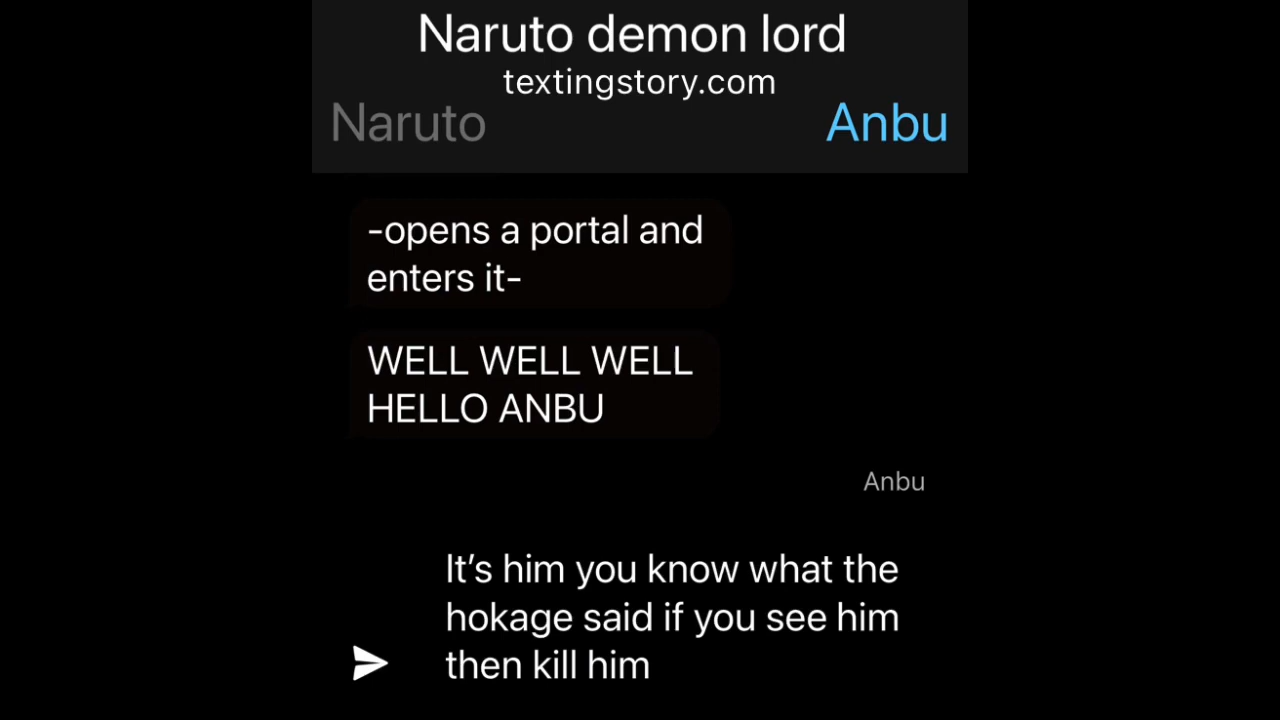 Naruto demon lord
textingstory.com
Naruto
Anbu
-opens a portal and
enters it-
WELL WELL WELL
HELLO ANBU
Anbu
It’s him you know what the
hokage said if you see him
then kill him